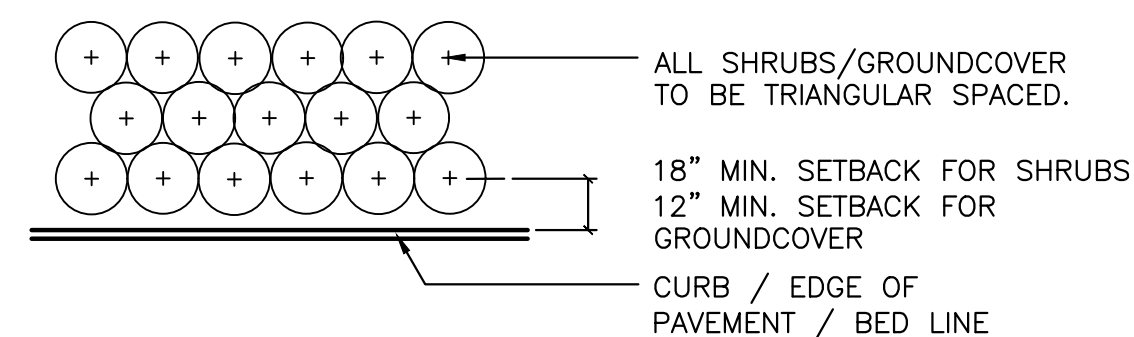 ALL SHRUBS/GROUNDCOVER
TO BE TRIANGULAR SPACED.
18" MIN. SETBACK FOR SHRUBS
12" MIN. SETBACK FOR
GROUNDCOVER
CURB / EDGE OF
PAVEMENT / BED LINE